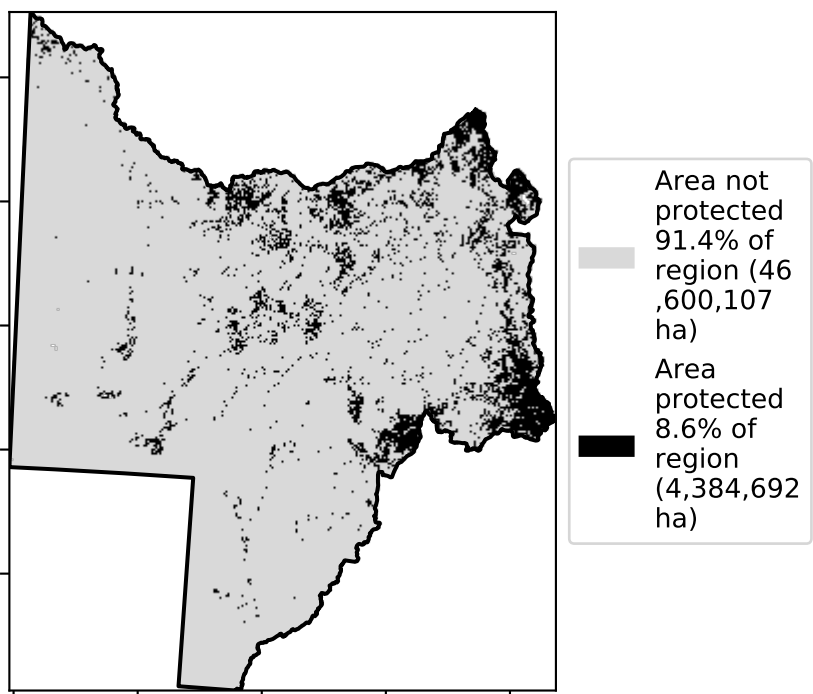 Area not
protected
91.4% of
region (46
,600,107
ha)
Area
protected
8.6% of
region
(4,384,692
ha)